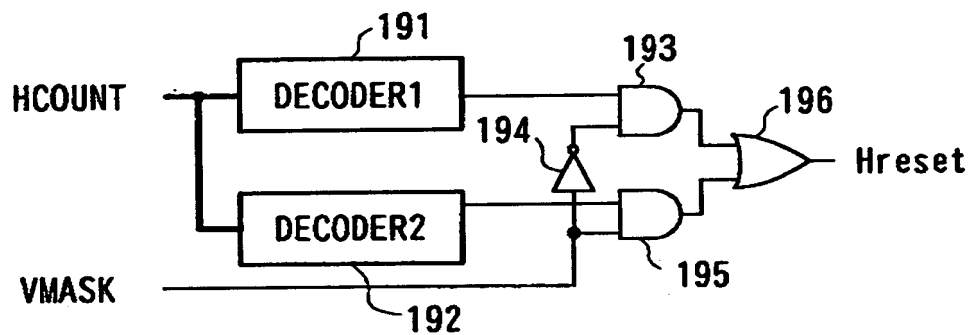 191
193
HCOUNT
DECODER1
194
196
Hreset
DECODER2
195
VMASK
192